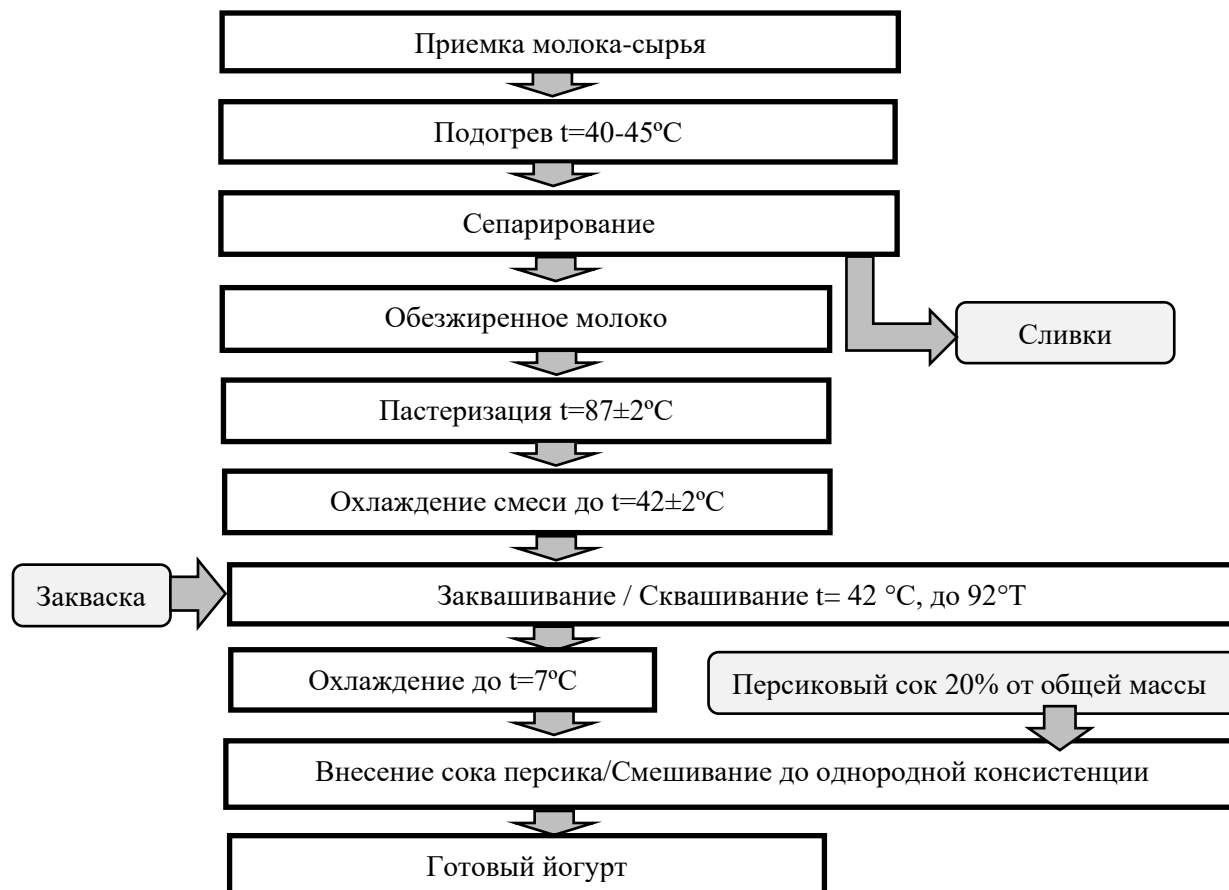 Приемка молока-сырья
Подогрев t=40-45ºC
Сепарирование
Обезжиренное молоко
Сливки
Пастеризация t=87±2ºC
Охлаждение смеси до t=42±2ºC
Закваска
Заквашивание / Сквашивание t= 42 °C, до 92°Т
Охлаждение до t=7ºC
Персиковый сок 20% от общей массы
Внесение сока персика/Смешивание до однородной консистенции
Готовый йогурт